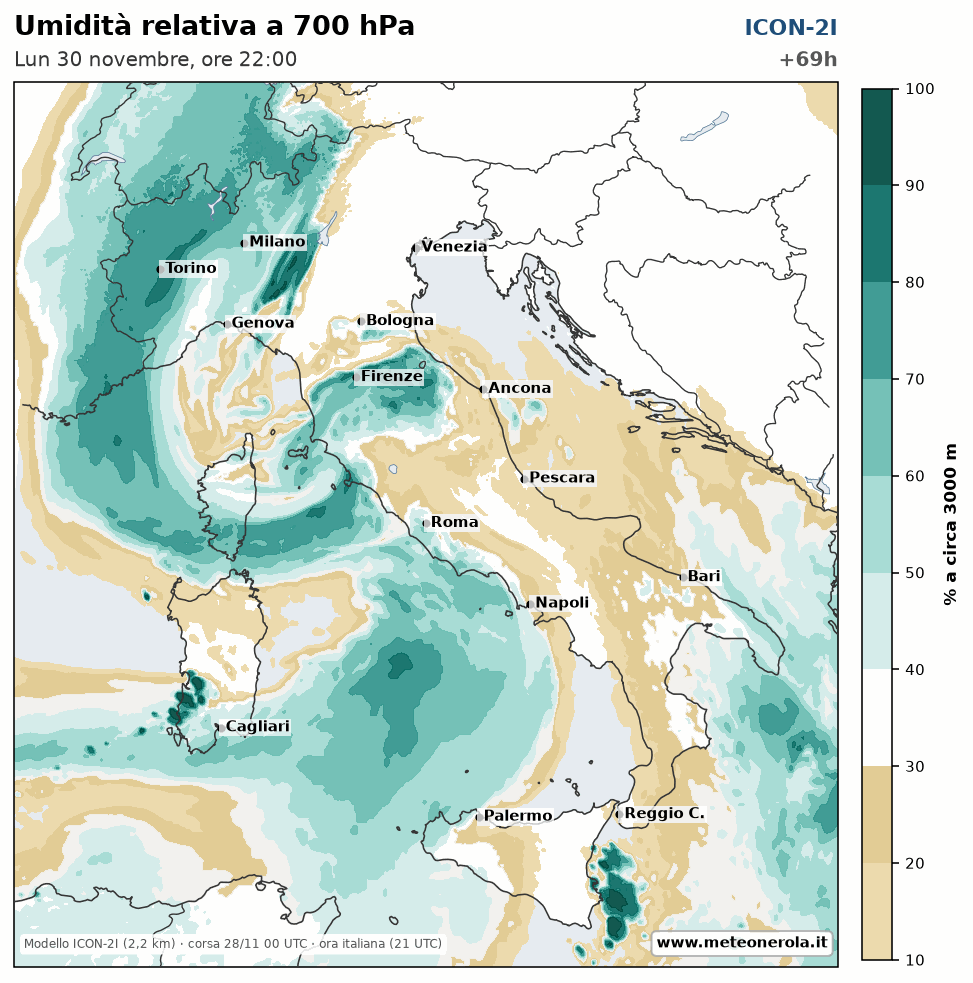 Umidità relativa a 700 hPa
ICON-2I
Lun 30 novembre, ore 22:00
+69h
Milano
Venezia
Torino
Genova
Bologna
Firenze
Ancona
Pescara
Roma
Bari
Napoli
Cagliari
Palermo
Reggio C.
100
90
80
70
60
50
40
30
20
10
% a circa 3000 m
Modello ICON-2I (2,2 km) · corsa 28/11 00 UTC · ora italiana (21 UTC)
www.meteonerola.it